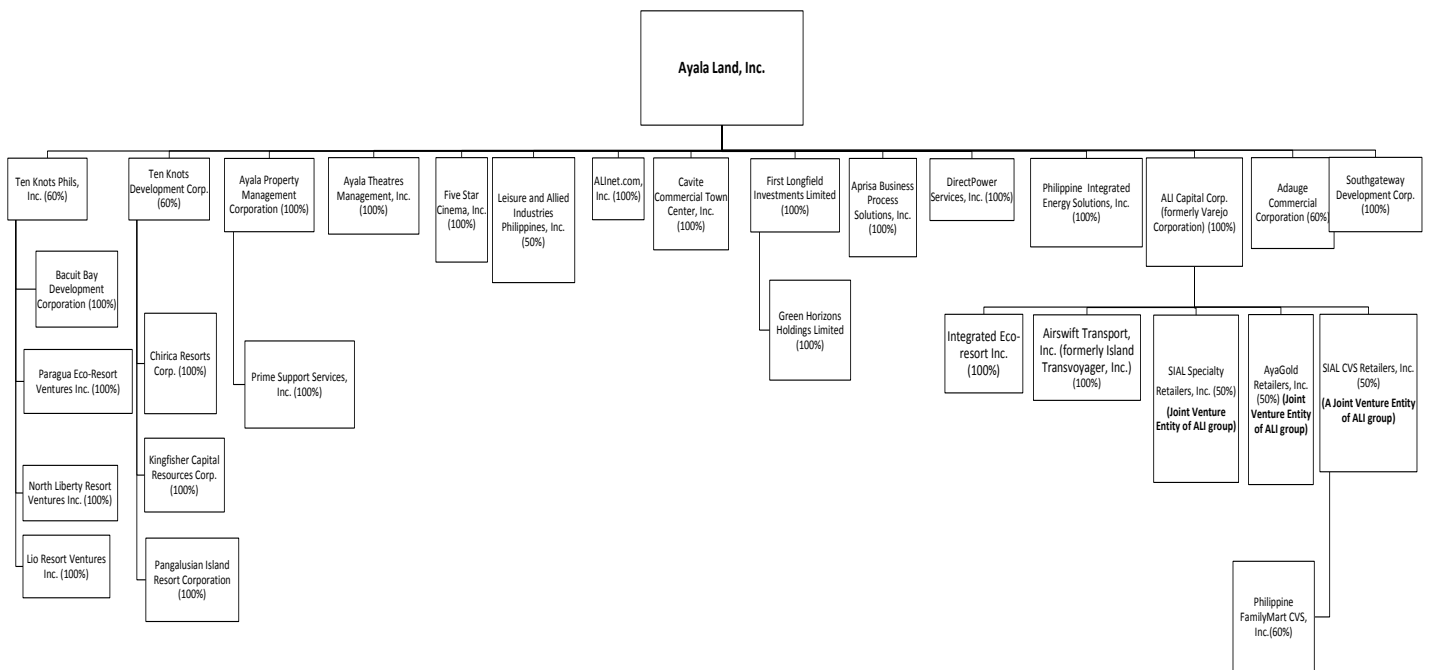 Ayala Land, Inc.
Ten Knots Phils,
Inc. (60%)
Ten Knots
Development Corp.
(60%)
Ayala Property
Management
Corporation (100%)
Ayala Theatres
Management, Inc.
(100%)
Five Star
Cinema, Inc.
(100%)
Leisure and Allied
Industries
Philippines, Inc.
(50%)
ALInet.com,
Inc. (100%)
Cavite
Commercial Town
Center, Inc.
(100%)
First Longfield
Investments Limited
(100%)
Aprisa Business
Process
Solutions, Inc.
(100%)
DirectPower
Services, Inc. (100%)
Philippine Integrated
Energy Solutions, Inc.
(100%)
ALI Capital Corp.
(formerly Varejo
Corporation) (100%)
Adauge
Commercial
Corporation (60%)
Southgateway
Development Corp.
(100%)
Bacuit Bay
Development
Corporation (100%)
Paragua Eco-Resort
Ventures Inc. (100%)
North Liberty Resort
Ventures Inc. (100%)
Lio Resort Ventures
Inc. (100%)
Chirica Resorts
Corp. (100%)
Kingfisher Capital
Resources Corp.
(100%)
Pangalusian Island
Resort Corporation
(100%)
Prime Support Services,
Inc. (100%)
Green Horizons
Holdings Limited
(100%)
Integrated Eco-
resort Inc.
(100%)
Airswift Transport,
Inc. (formerly Island
Transvoyager, Inc.)
(100%)
SIAL Specialty
Retailers, Inc. (50%)
(Joint Venture
Entity of ALI group)
AyaGold
Retailers, Inc.
(50%) (Joint
Venture Entity
of ALI group)
SIAL CVS Retailers, Inc.
(50%)
(A Joint Venture Entity
of ALI group)
Philippine
FamilyMart CVS,
Inc.(60%)